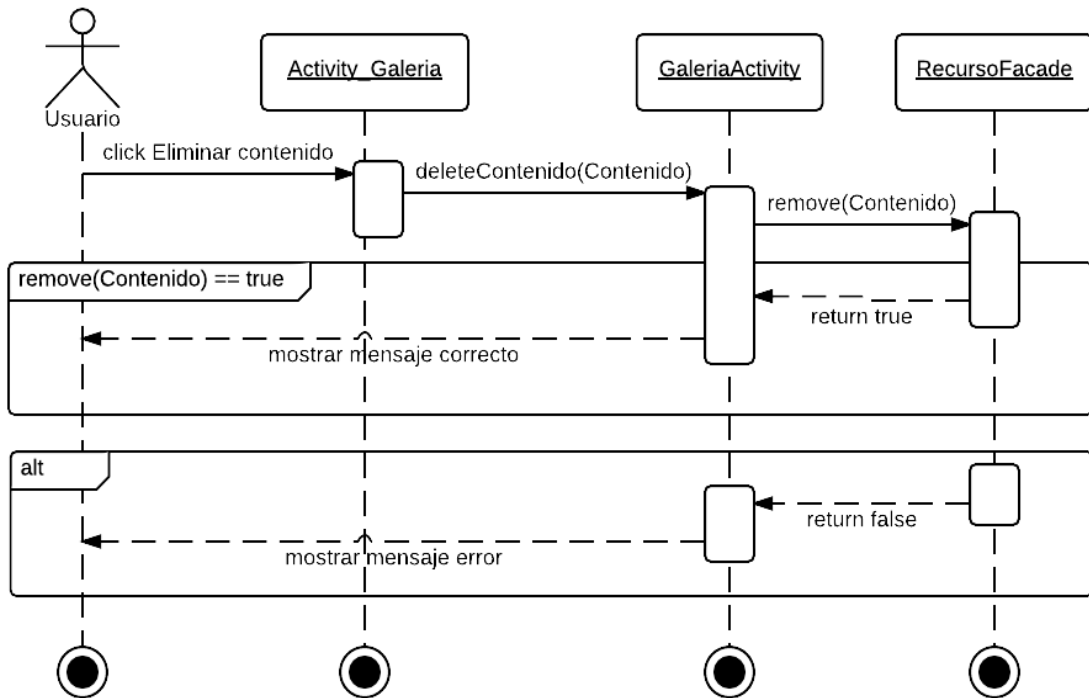 Usuario
Activity_Galeria
GaleriaActivity
RecursoFacade
click Eliminar contenido
deleteContenido(Contenido)
remove(Contenido)
remove(Contenido) == true
return true
mostrar mensaje correcto
alt
return false
mostrar mensaje error